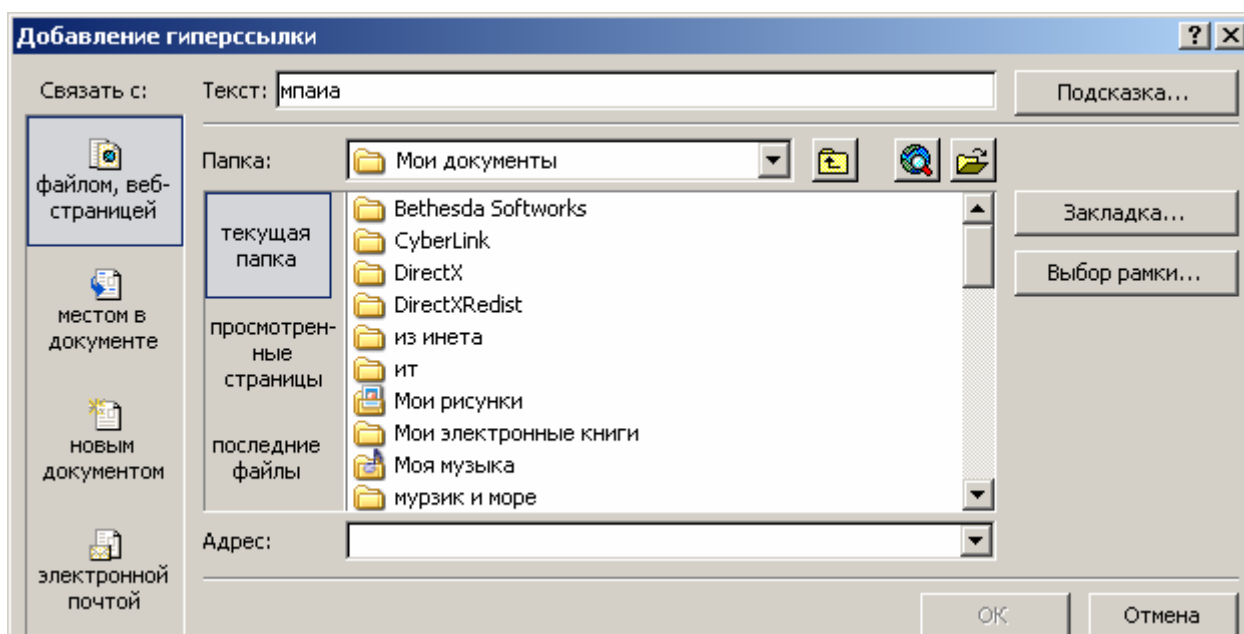 Добавление гиперссылки
Связать с:
Текст: мпаиа
Подсказка...
файлом, веб-
страницей
Папка: Мои документы
текущая
папка
просмотрен-
ные
страницы
последние
файлы
Bethesda Softworks
CyberLink
DirectX
DirectXRedist
из инета
ит
Мои рисунки
Мои электронные книги
Моя музыка
мурзик и море
Закладка...
Выбор рамки...
местом в
документе
новым
документом
электронной
почтой
Адрес:
ОК
Отмена